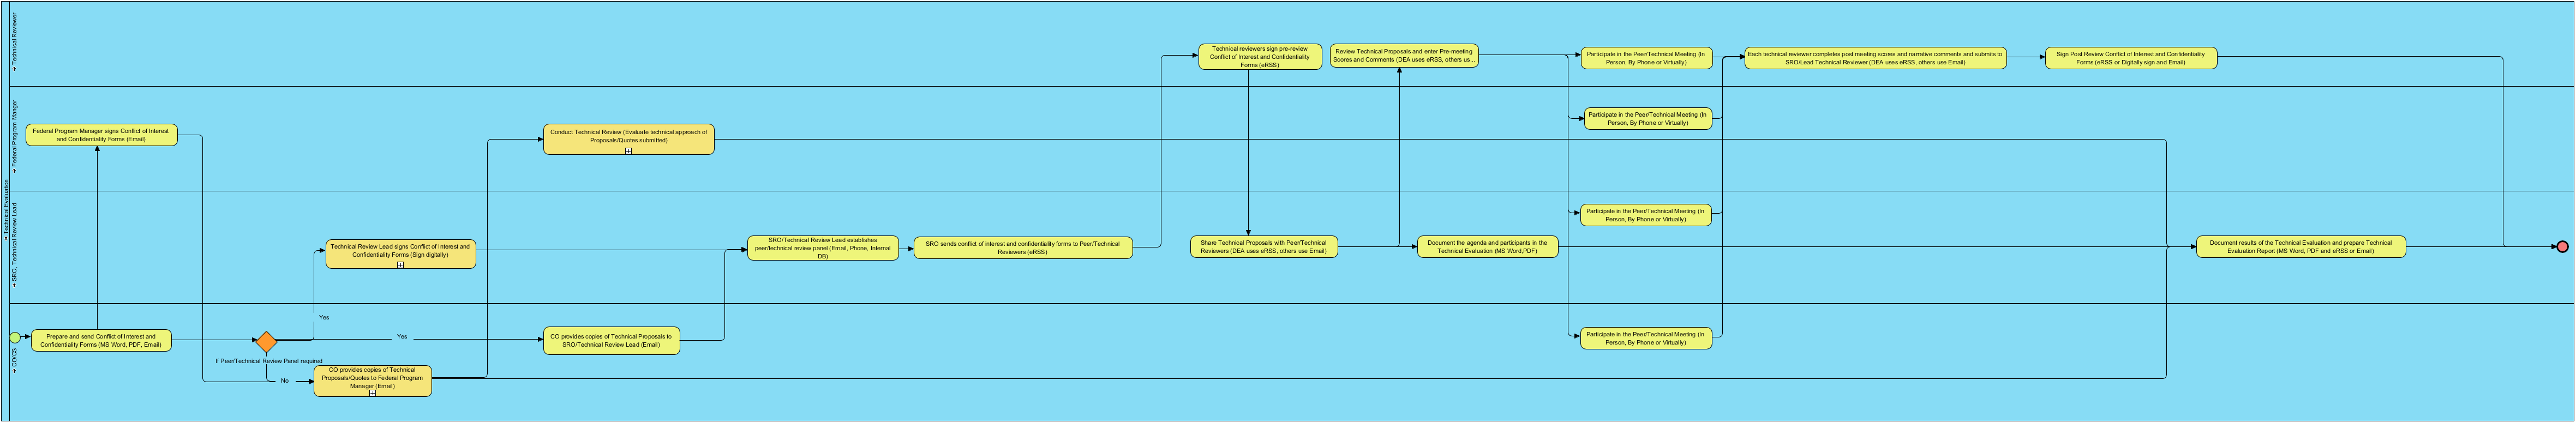 Technical Evaluation
Technical Reviewer
Technical reviewers sign pre-review
Conflict of Interest and Confidentiality
Forms (eRSS)
Review Technical Proposals and enter Pre-meeting
Scores and Comments (DEA uses eRSS, others us...
Participate in the Peer/Technical Meeting (In
Person, By Phone or Virtually)
Each technical reviewer completes post meeting scores and narrative comments and submits to
SRO/Lead Technical Reviewer (DEA uses eRSS, others use Email)
Sign Post Review Conflict of Interest and Confidentiality
Forms (eRSS or Digitally sign and Email)
Federal Program Manger
Federal Program Manager signs Conflict of Interest
and Confidentiality Forms (Email)
Conduct Technical Review (Evaluate technical approach of
Proposals/Quotes submitted)
Participate in the Peer/Technical Meeting (In
Person, By Phone or Virtually)
SRO, Technical Review Lead
Technical Review Lead signs Conflict of Interest and
Confidentiality Forms (Sign digitally)
SRO/Technical Review Lead establishes
peer/technical review panel (Email, Phone, Internal
DB)
SRO sends conflict of interest and confidentiality forms to Peer/Technical
Reviewers (eRSS)
Share Technical Proposals with Peer/Technical
Reviewers (DEA uses eRSS, others use Email)
Document the agenda and participants in the
Technical Evaluation (MS Word,PDF)
Participate in the Peer/Technical Meeting (In
Person, By Phone or Virtually)
Document results of the Technical Evaluation and prepare Technical
Evaluation Report (MS Word, PDF and eRSS or Email)
CO/CS
Prepare and send Conflict of Interest and
Confidentiality Forms (MS Word, PDF, Email)
If Peer/Technical Review Panel required
Yes
Yes
No
CO provides copies of Technical
Proposals/Quotes to Federal Program
Manager (Email)
CO provides copies of Technical Proposals to
SRO/Technical Review Lead (Email)
Participate in the Peer/Technical Meeting (In
Person, By Phone or Virtually)